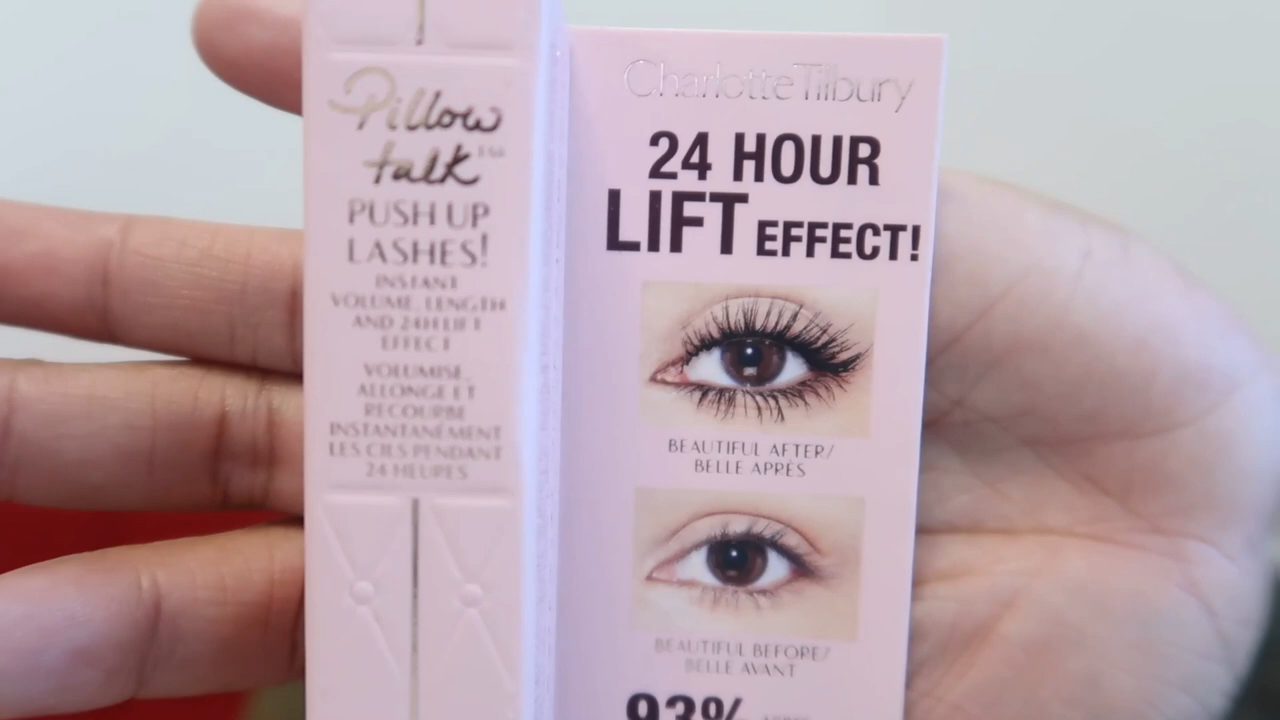 Pillow
talk™
PUSH UP
LASHES!
INSTANT
VOLUME, LENGTH
AND 24H LIFT
EFFECT
VOLUMISE,
ALLONGE ET
RECOURBE
INSTANTANÉMENT
LES CILS PENDANT
24 HEURES
Charlotte Tilbury
24 HOUR
LIFT EFFECT!
BEAUTIFUL AFTER/
BELLE APRÈS
BEAUTIFUL BEFORE/
BELLE AVANT
93%